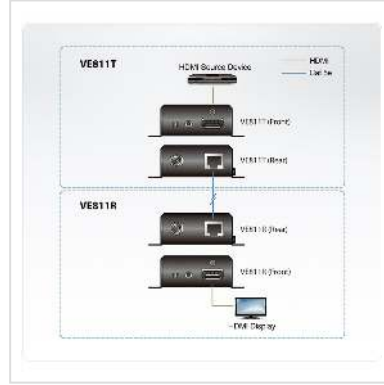 VE811T
HDMI
HDMI Source Device
Cat 5e
VE811T (Front)
VE811T (Rear)
VE811R
VE811R (Rear)
VE811R (Front)
HDMI Display